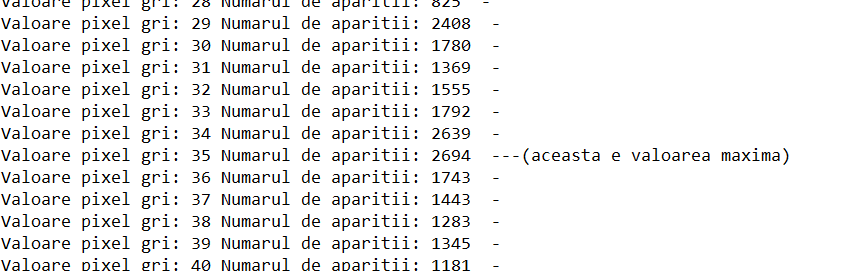 Valoare pixel gri: 28 Numarul de aparitii: 825  -
Valoare pixel gri: 29 Numarul de aparitii: 2408  -
Valoare pixel gri: 30 Numarul de aparitii: 1780  -
Valoare pixel gri: 31 Numarul de aparitii: 1369  -
Valoare pixel gri: 32 Numarul de aparitii: 1555  -
Valoare pixel gri: 33 Numarul de aparitii: 1792  -
Valoare pixel gri: 34 Numarul de aparitii: 2639  -
Valoare pixel gri: 35 Numarul de aparitii: 2694  ---(aceasta e valoarea maxima)
Valoare pixel gri: 36 Numarul de aparitii: 1743  -
Valoare pixel gri: 37 Numarul de aparitii: 1443  -
Valoare pixel gri: 38 Numarul de aparitii: 1283  -
Valoare pixel gri: 39 Numarul de aparitii: 1345  -
Valoare pixel gri: 40 Numarul de aparitii: 1181  -